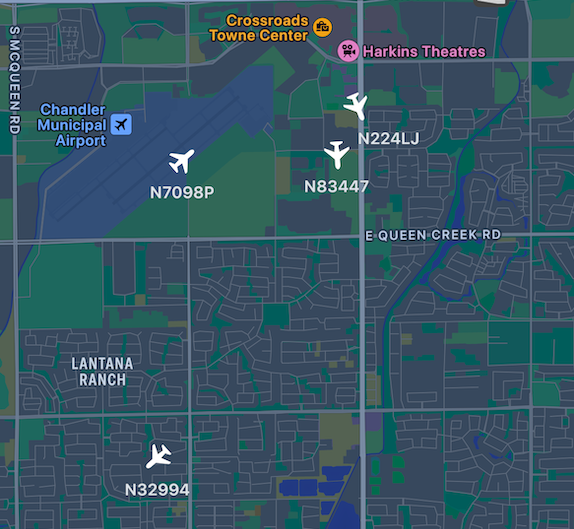 Crossroads
Towne Center
Harkins Theatres
S MCQUEEN RD
Chandler
Municipal
Airport
N224LJ
N7098P
N83447
E QUEEN CREEK RD
LANTANA
RANCH
N32994